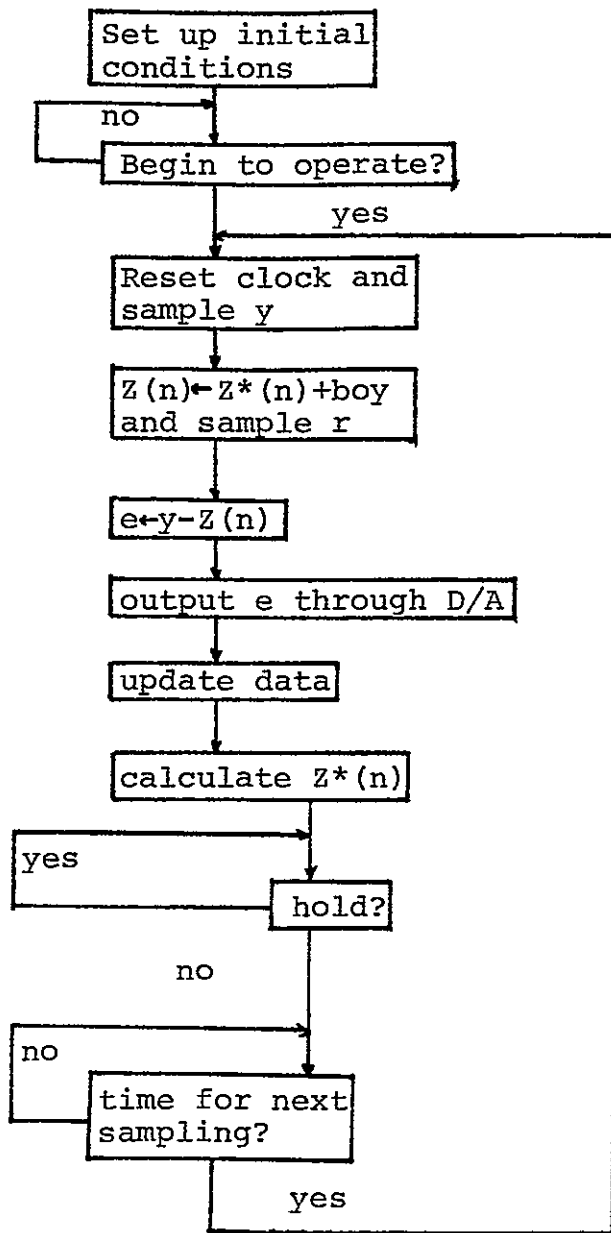 Set up initial
conditions
no
Begin to operate?
yes
Reset clock and
sample y
Z(n)←Z*(n)+boy
and sample r
e←y-Z(n)
output e through D/A
update data
calculate Z*(n)
yes
hold?
no
no
time for next
sampling?
yes